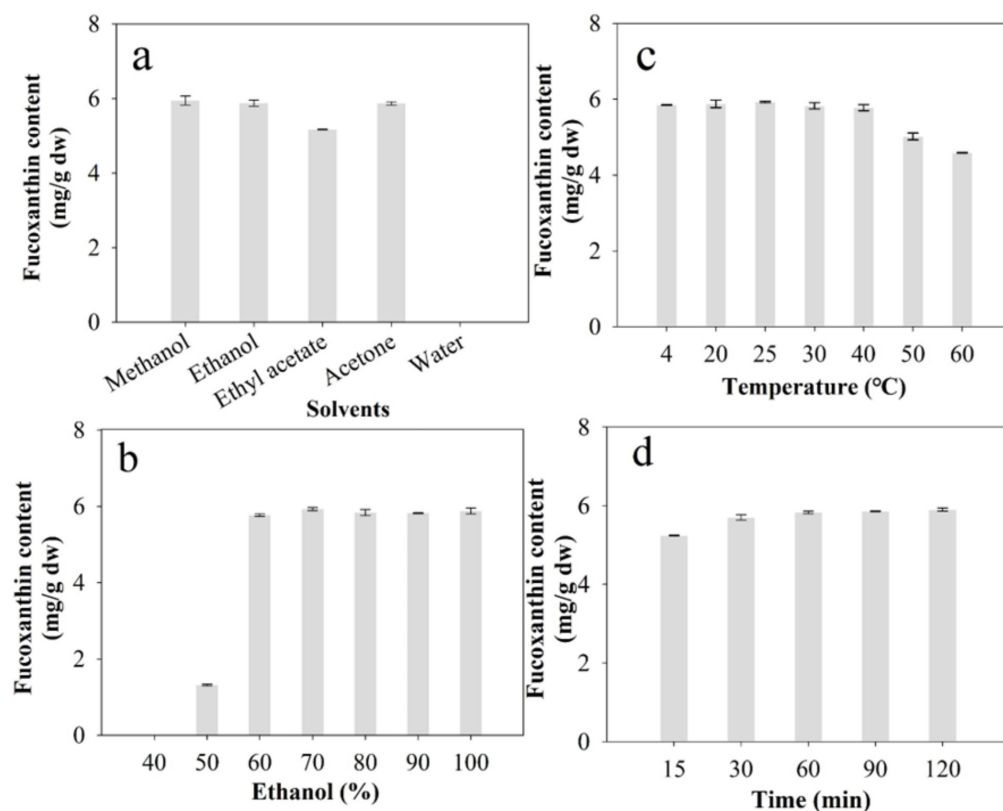 a
Fucoxanthin content
(mg/g dw)
8
6
4
2
0
Methanol
Ethanol
Ethyl acetate
Acetone
Water
Solvents
c
Fucoxanthin content
(mg/g dw)
8
6
4
2
0
4 20 25 30 40 50 60
Temperature (°C)
b
Fucoxanthin content
(mg/g dw)
8
6
4
2
0
40 50 60 70 80 90 100
Ethanol (%)
d
Fucoxanthin content
(mg/g dw)
8
6
4
2
0
15 30 60 90 120
Time (min)